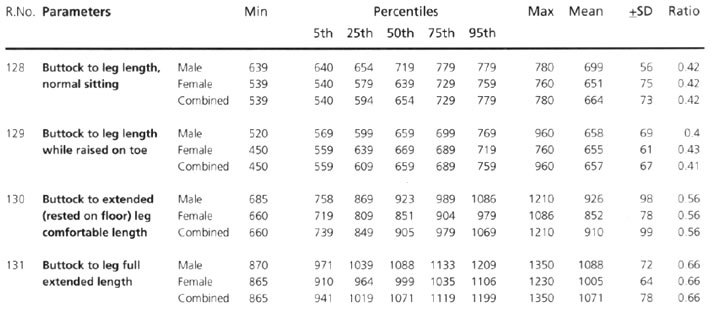 R.No. Parameters Min Percentiles Max Mean ±SD Ratio
5th 25th 50th 75th 95th
128 Buttock to leg length, Male 639 640 654 719 779 779 780 699 56 0.42
normal sitting Female 539 540 579 639 729 759 760 651 75 0.42
Combined 539 540 594 654 779 779 780 664 73 0.42
129 Buttock to leg length Male 520 569 599 659 699 769 960 658 69 0.4
while raised on toe Female 450 559 639 669 689 719 760 655 61 0.43
Combined 450 559 609 659 689 759 960 657 67 0.41
130 Buttock to extended Male 685 758 869 923 989 1086 1210 926 98 0.56
(rested on floor) leg Female 660 719 809 851 904 979 1086 852 78 0.56
comfortable length Combined 660 739 849 905 979 1069 1210 910 99 0.56
131 Buttock to leg full Male 870 971 1039 1088 1133 1209 1350 1088 72 0.66
extended length Female 865 910 964 999 1035 1106 1230 1005 64 0.66
Combined 865 941 1019 1071 1119 1199 1350 1071 78 0.66